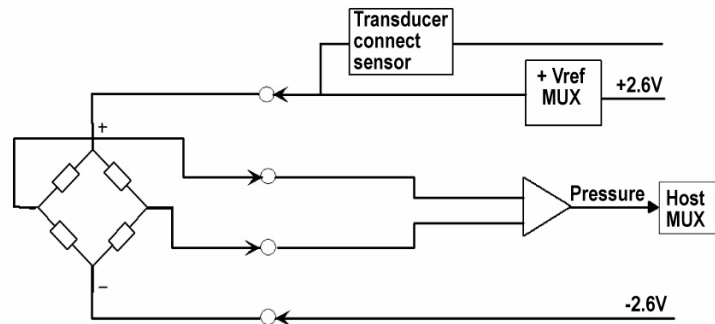 Transducer
connect
sensor
+ Vref
MUX
+2.6V
+
Pressure
Host
MUX
−
-2.6V